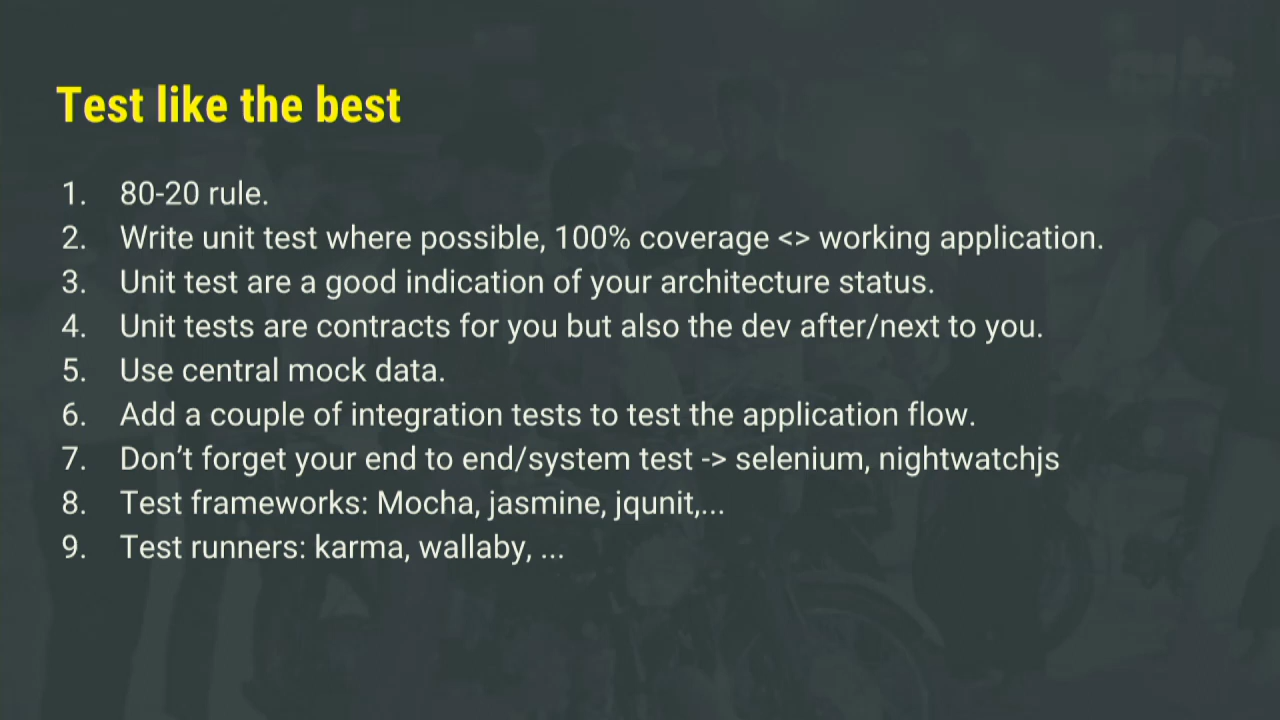 Test like the best
1. 80-20 rule.
2. Write unit test where possible, 100% coverage <> working application.
3. Unit test are a good indication of your architecture status.
4. Unit tests are contracts for you but also the dev after/next to you.
5. Use central mock data.
6. Add a couple of integration tests to test the application flow.
7. Don’t forget your end to end/system test -> selenium, nightwatchjs
8. Test frameworks: Mocha, jasmine, jqunit,...
9. Test runners: karma, wallaby, ...